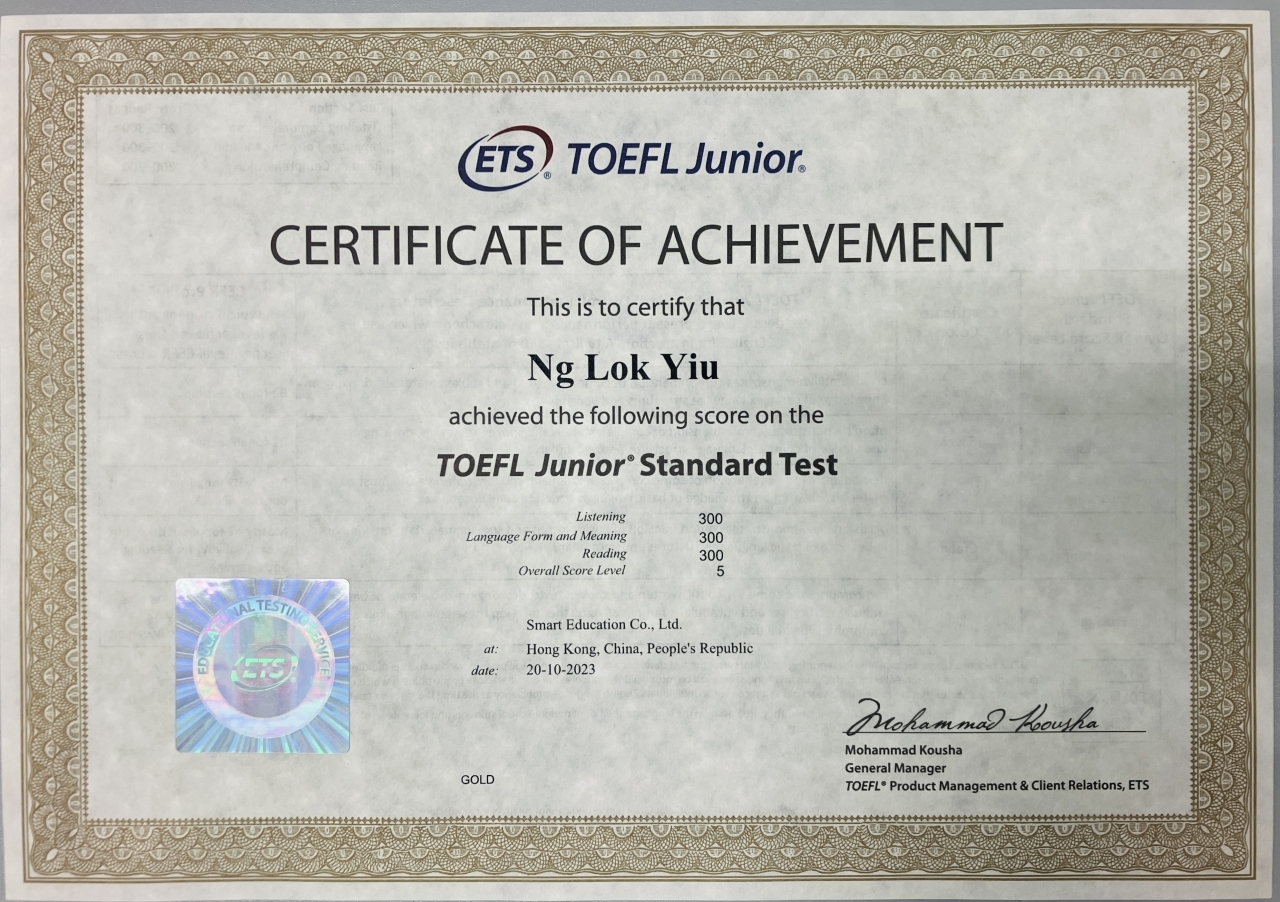 ETS® TOEFL Junior®
CERTIFICATE OF ACHIEVEMENT
This is to certify that
Ng Lok Yiu
achieved the following score on the
TOEFL Junior® Standard Test
Listening 300
Language Form and Meaning 300
Reading 300
Overall Score Level 5
EDUCATIONAL TESTING SERVICE
ETS
Smart Education Co., Ltd.
at: Hong Kong, China, People's Republic
date: 20-10-2023
Mohammad Kousha
Mohammad Kousha
General Manager
TOEFL® Product Management & Client Relations, ETS
GOLD